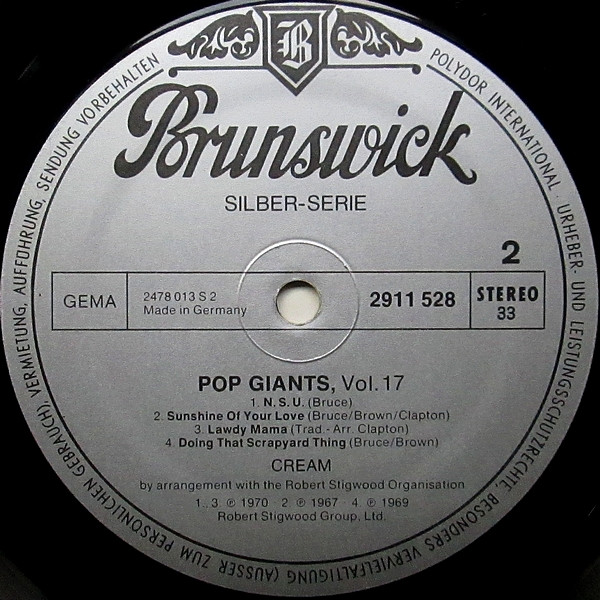 B
Brunswick
SILBER-SERIE
2
GEMA
2478 013 S 2
Made in Germany
2911 528
STEREO
33
POP GIANTS, Vol. 17
1. N. S. U. (Bruce)
2. Sunshine Of Your Love (Bruce/Brown/Clapton)
3. Lawdy Mama (Trad.- Arr. Clapton)
4. Doing That Scrapyard Thing (Bruce/Brown)
CREAM
by arrangement with the Robert Stigwood Organisation
1., 3. ℗ 1970 · 2. ℗ 1967 · 4. ℗ 1969
Robert Stigwood Group, Ltd.
POLYDOR INTERNATIONAL · URHEBER- UND LEISTUNGSSCHUTZRECHTE, BESONDERS VERVIELFÄLTIGUNG (AUSSER ZUM PERSÖNLICHEN GEBRAUCH), VERMIETUNG, AUFFÜHRUNG, SENDUNG VORBEHALTEN